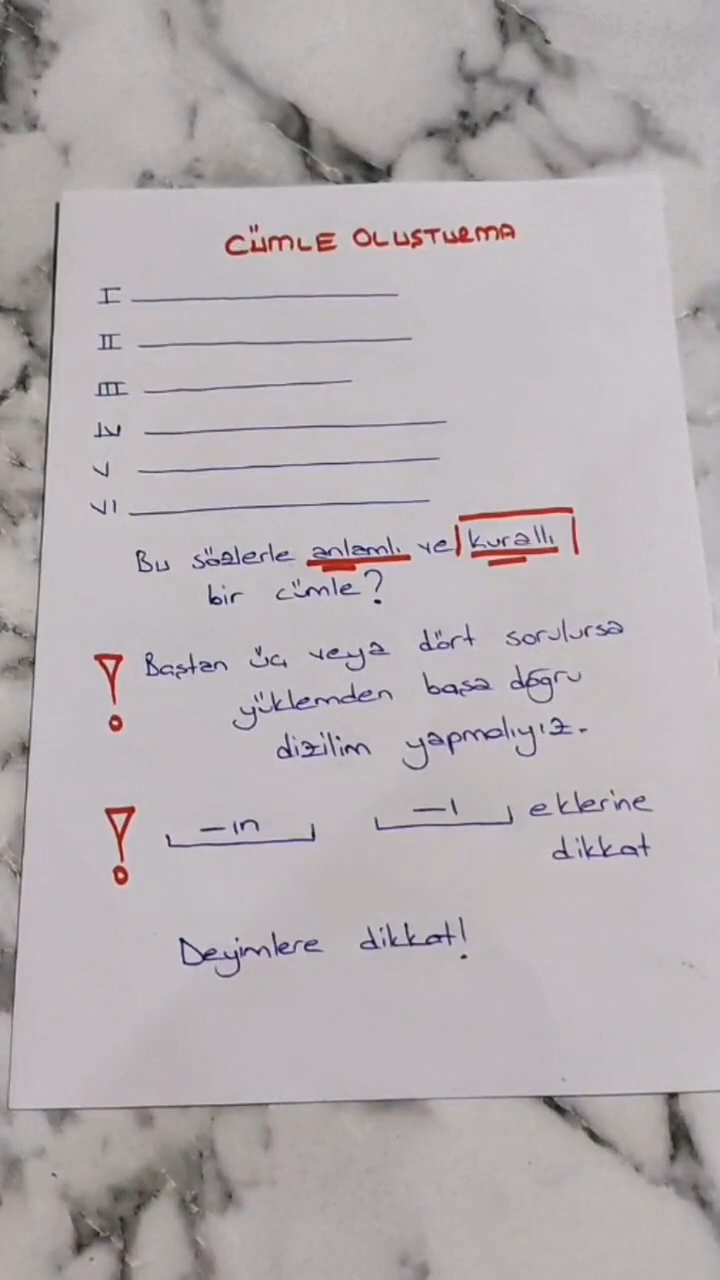 CÜMLE OLUŞTURMA
I
II
III
IV
V
VI
Bu sözlerle anlamlı ve kurallı
bir cümle?
! Baştan üç veya dört sorulursa
yüklemden başa doğru
dizilim yapmalıyız.
! -ın -ı eklerine
dikkat
Deyimlere dikkat!